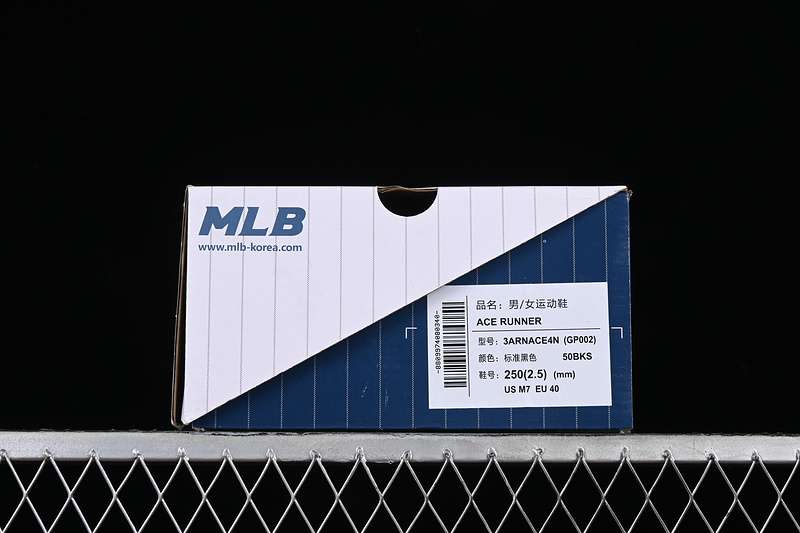 MLB
www.mlb-korea.com
品名: 男/女运动鞋
ACE RUNNER
型号: 3ARNACE4N (GP002)
颜色: 标准黑色 50BKS
鞋号: 250(2.5) (mm)
US M7 EU 40